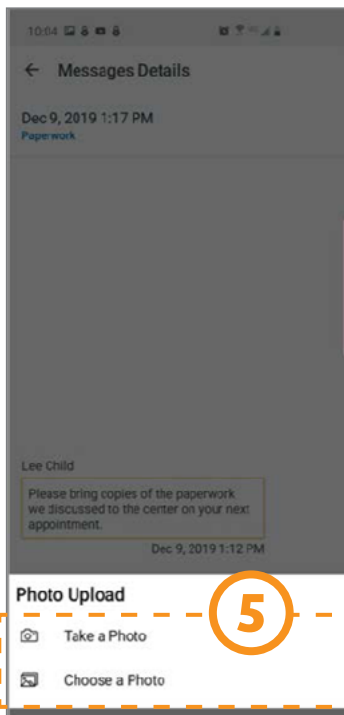 10:04
Messages Details
Dec 9, 2019 1:17 PM
Paperwork
Lee Child
Please bring copies of the paperwork
we discussed to the center on your next
appointment.
Dec 9, 2019 1:12 PM
Photo Upload
5
Take a Photo
Choose a Photo